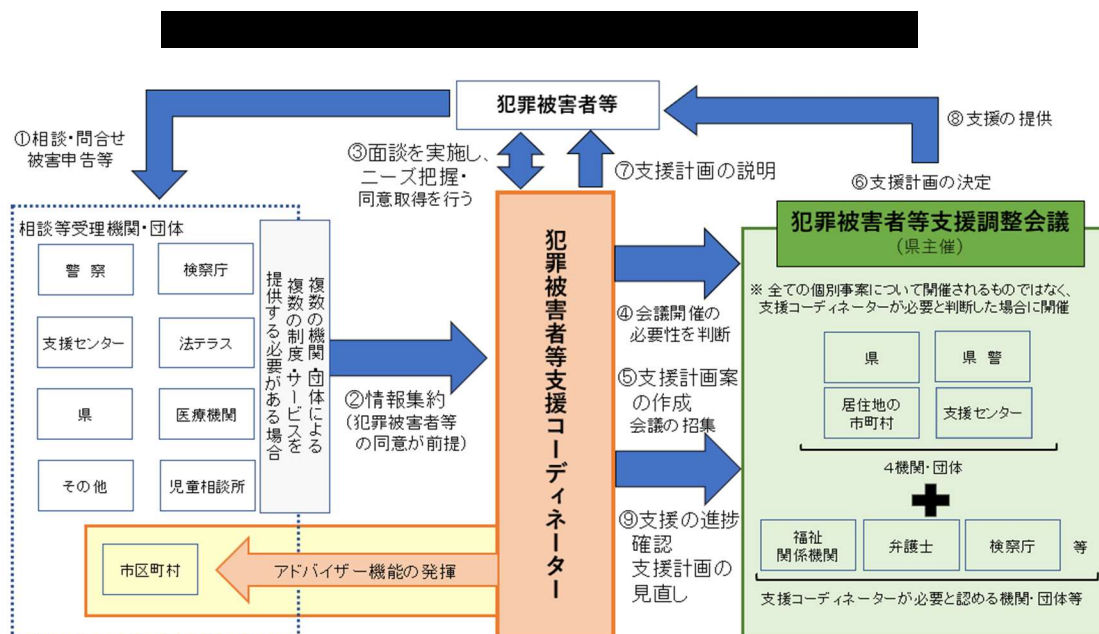 犯罪被害者等
①相談・問合せ
被害申告等
③面談を実施し、
ニーズ把握・
同意取得を行う
⑦支援計画の説明
⑧支援の提供
⑥支援計画の決定
相談等受理機関・団体
警察
検察庁
支援センター
法テラス
県
医療機関
その他
児童相談所
複数の機関・団体による
複数の制度・サービスを
提供する必要がある場合
②情報集約
(犯罪被害者等
の同意が前提)
市区町村
アドバイザー機能の発揮
犯罪被害者等支援コーディネーター
④会議開催の
必要性を判断
⑤支援計画案
の作成
会議の招集
⑨支援の進捗
確認
支援計画の
見直し
犯罪被害者等支援調整会議
(県主催)
※ 全ての個別事案について開催されるものではなく、
支援コーディネーターが必要と判断した場合に開催
県
県警
居住地の
市町村
支援センター
4機関・団体
福祉
関係機関
弁護士
検察庁
等
支援コーディネーターが必要と認める機関・団体等